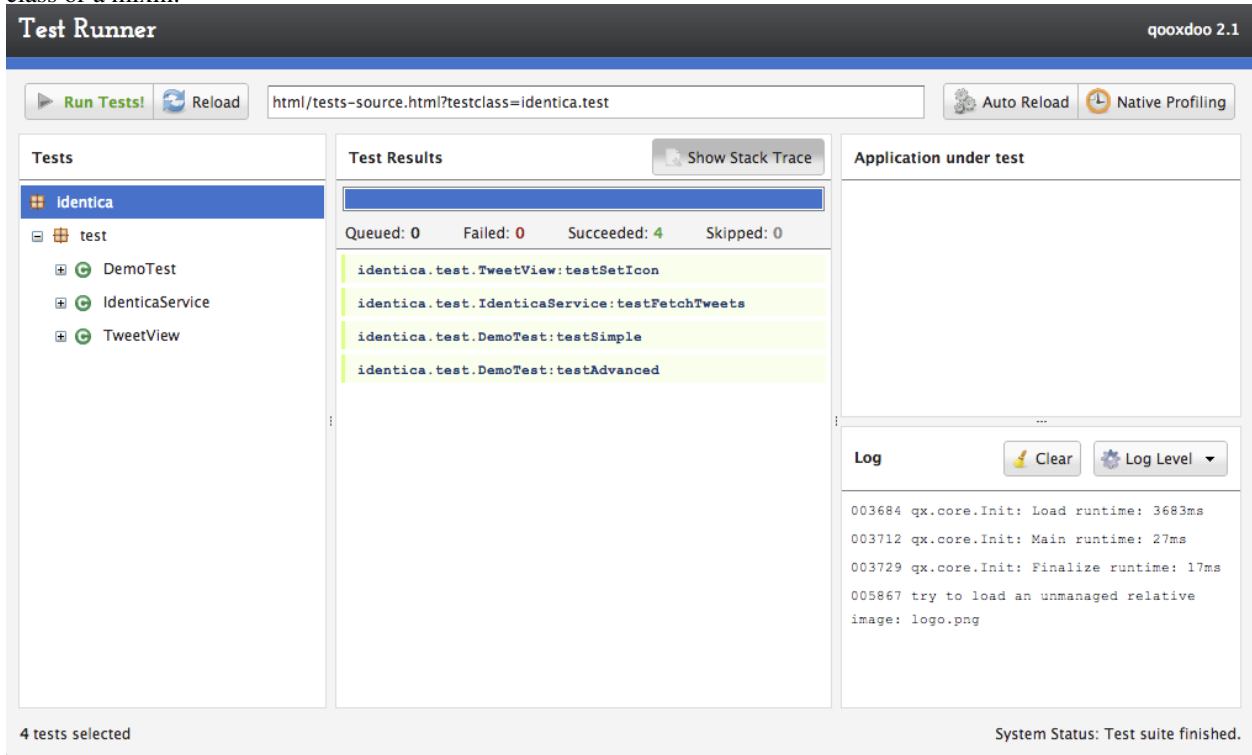 Test Runner
qooxdoo 2.1
Run Tests!
Reload
html/tests-source.html?testclass=identica.test
Auto Reload
Native Profiling
Tests
identica
test
DemoTest
IdenticaService
TweetView
Test Results
Show Stack Trace
Queued: 0 Failed: 0 Succeeded: 4 Skipped: 0
identica.test.TweetView:testSetIcon
identica.test.IdenticaService:testFetchTweets
identica.test.DemoTest:testSimple
identica.test.DemoTest:testAdvanced
Application under test
Log
Clear
Log Level
003684 qx.core.Init: Load runtime: 3683ms
003712 qx.core.Init: Main runtime: 27ms
003729 qx.core.Init: Finalize runtime: 17ms
005867 try to load an unmanaged relative
image: logo.png
4 tests selected
System Status: Test suite finished.